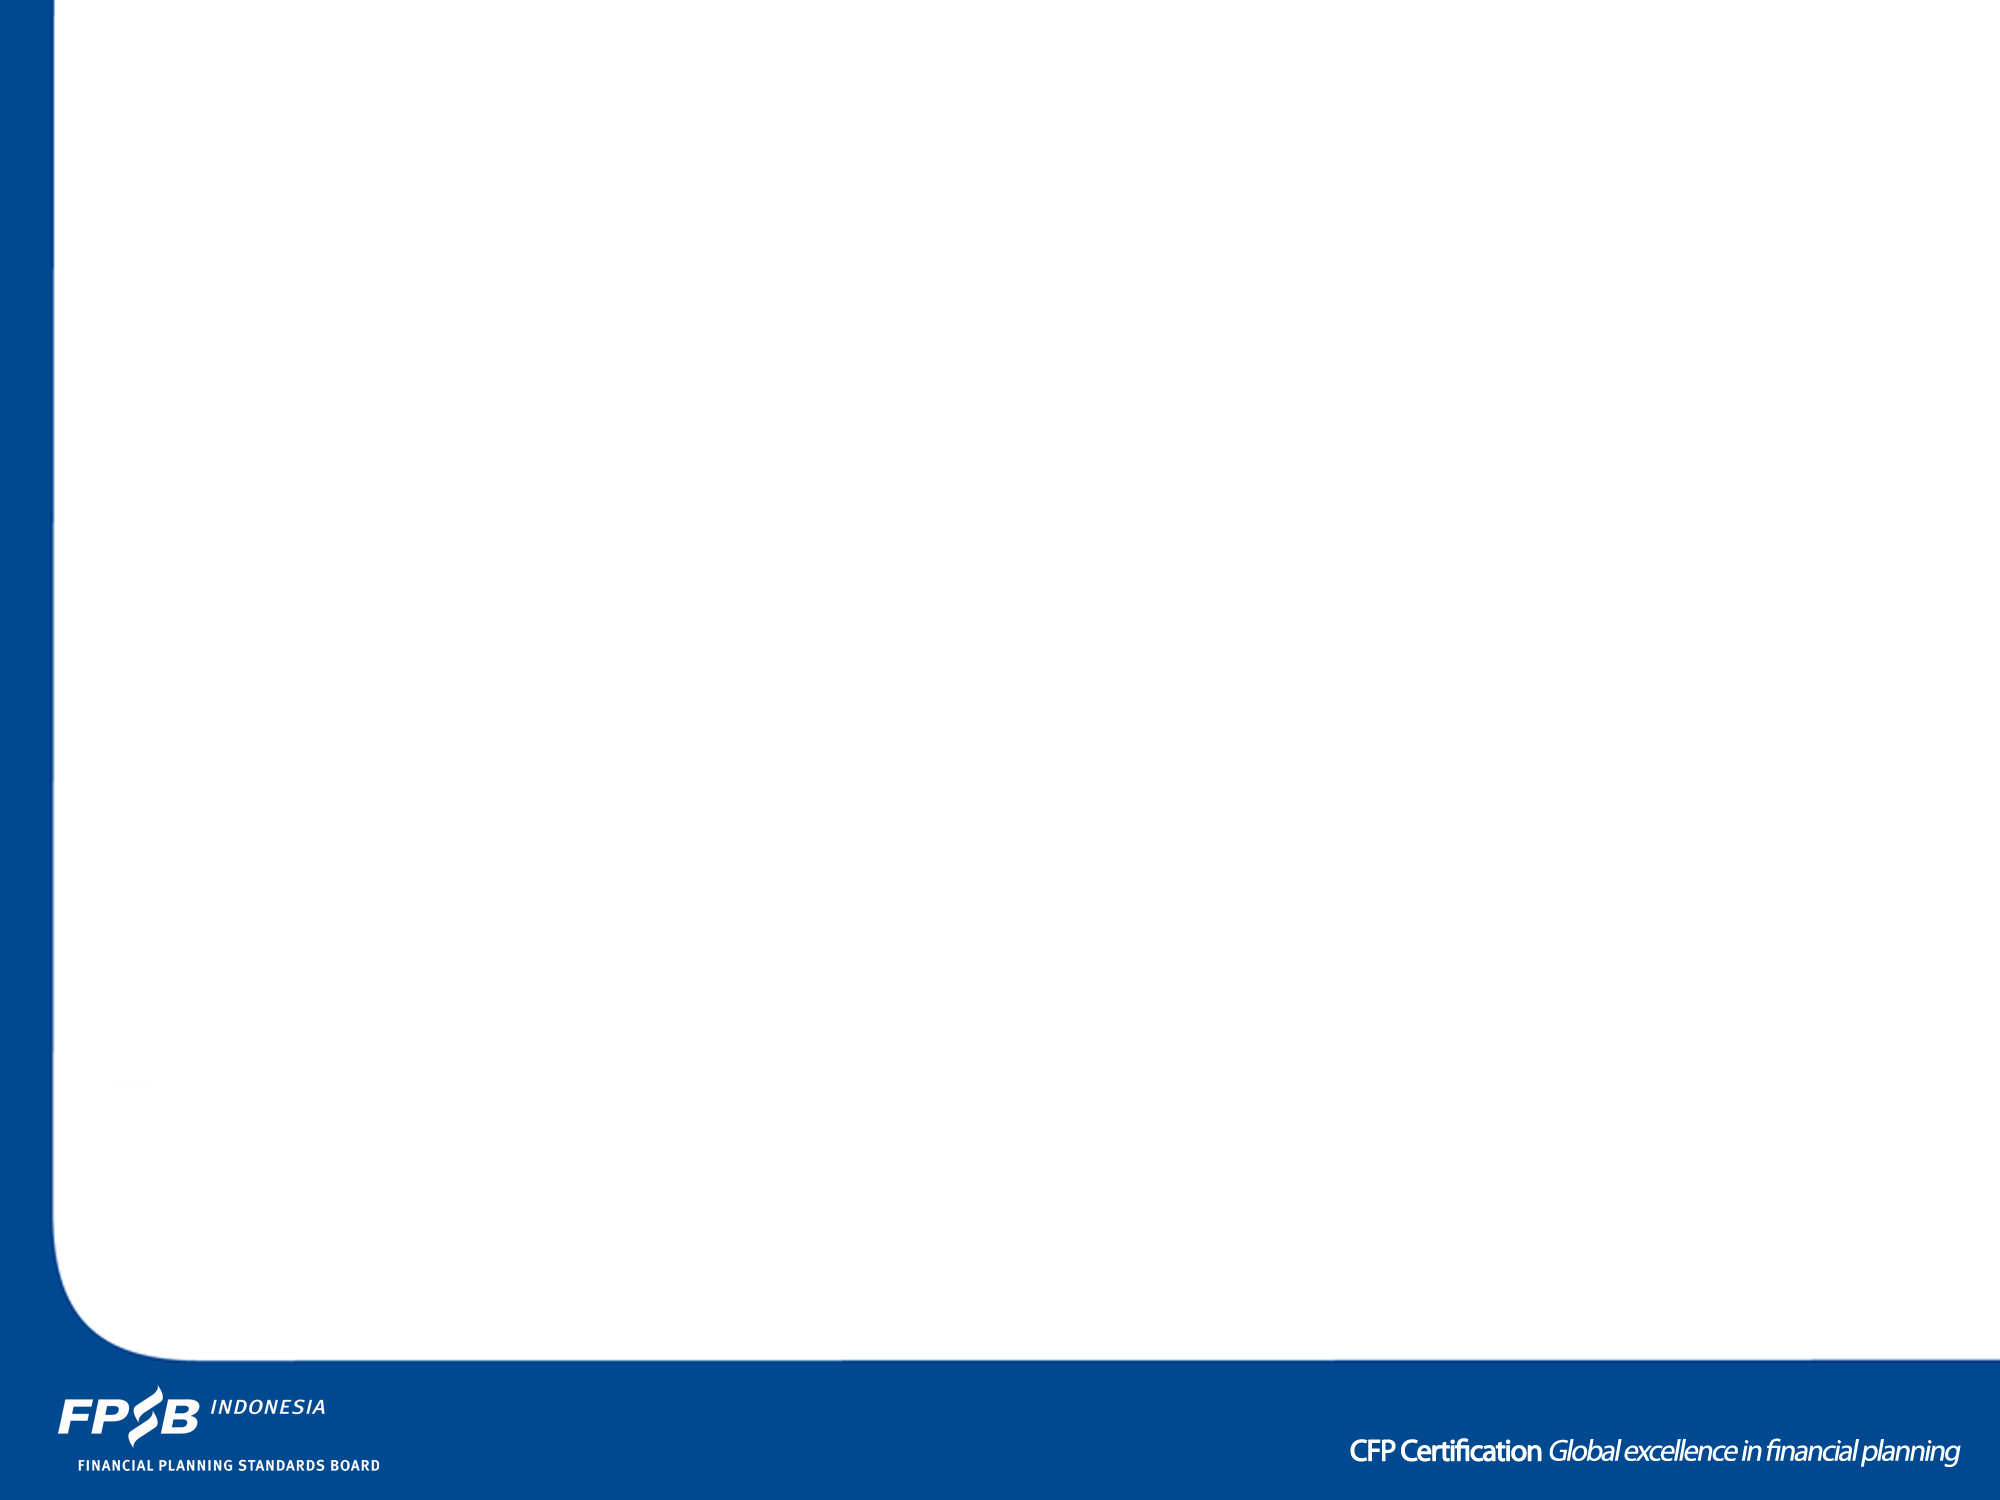 FPSB INDONESIA
FINANCIAL PLANNING STANDARDS BOARD
CFP Certification Global excellence in financial planning